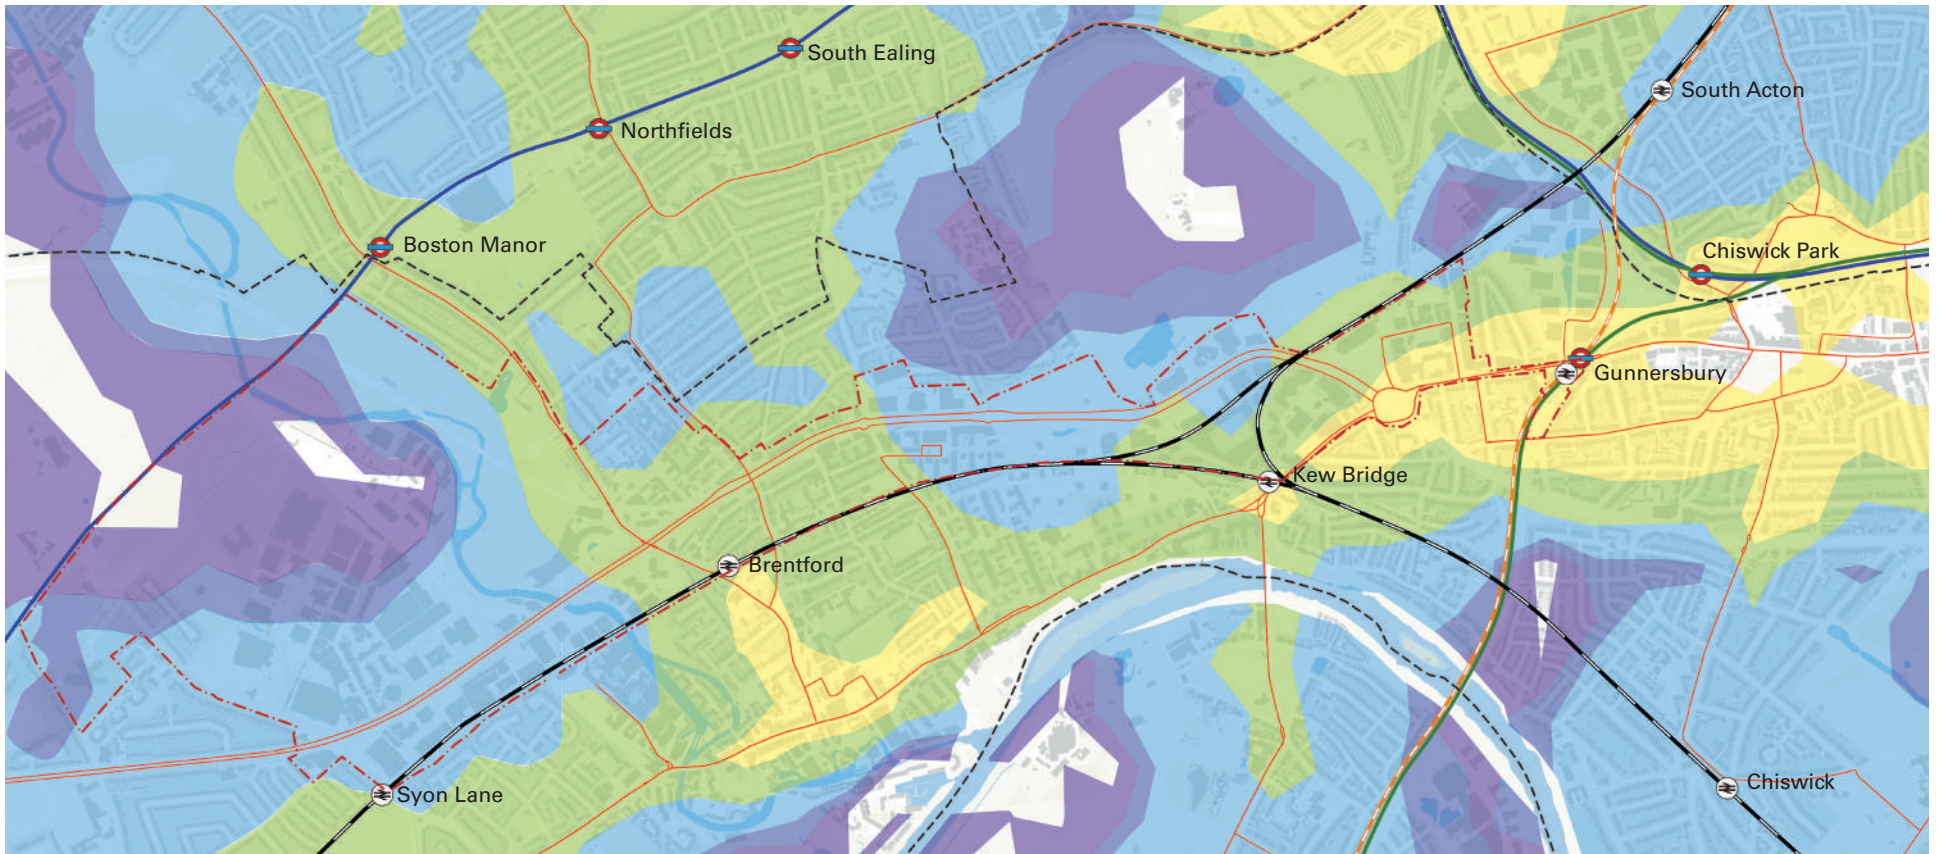 South Ealing
South Acton
Northfields
Boston Manor
Chiswick Park
Gunnersbury
Kew Bridge
Brentford
Chiswick
Syon Lane